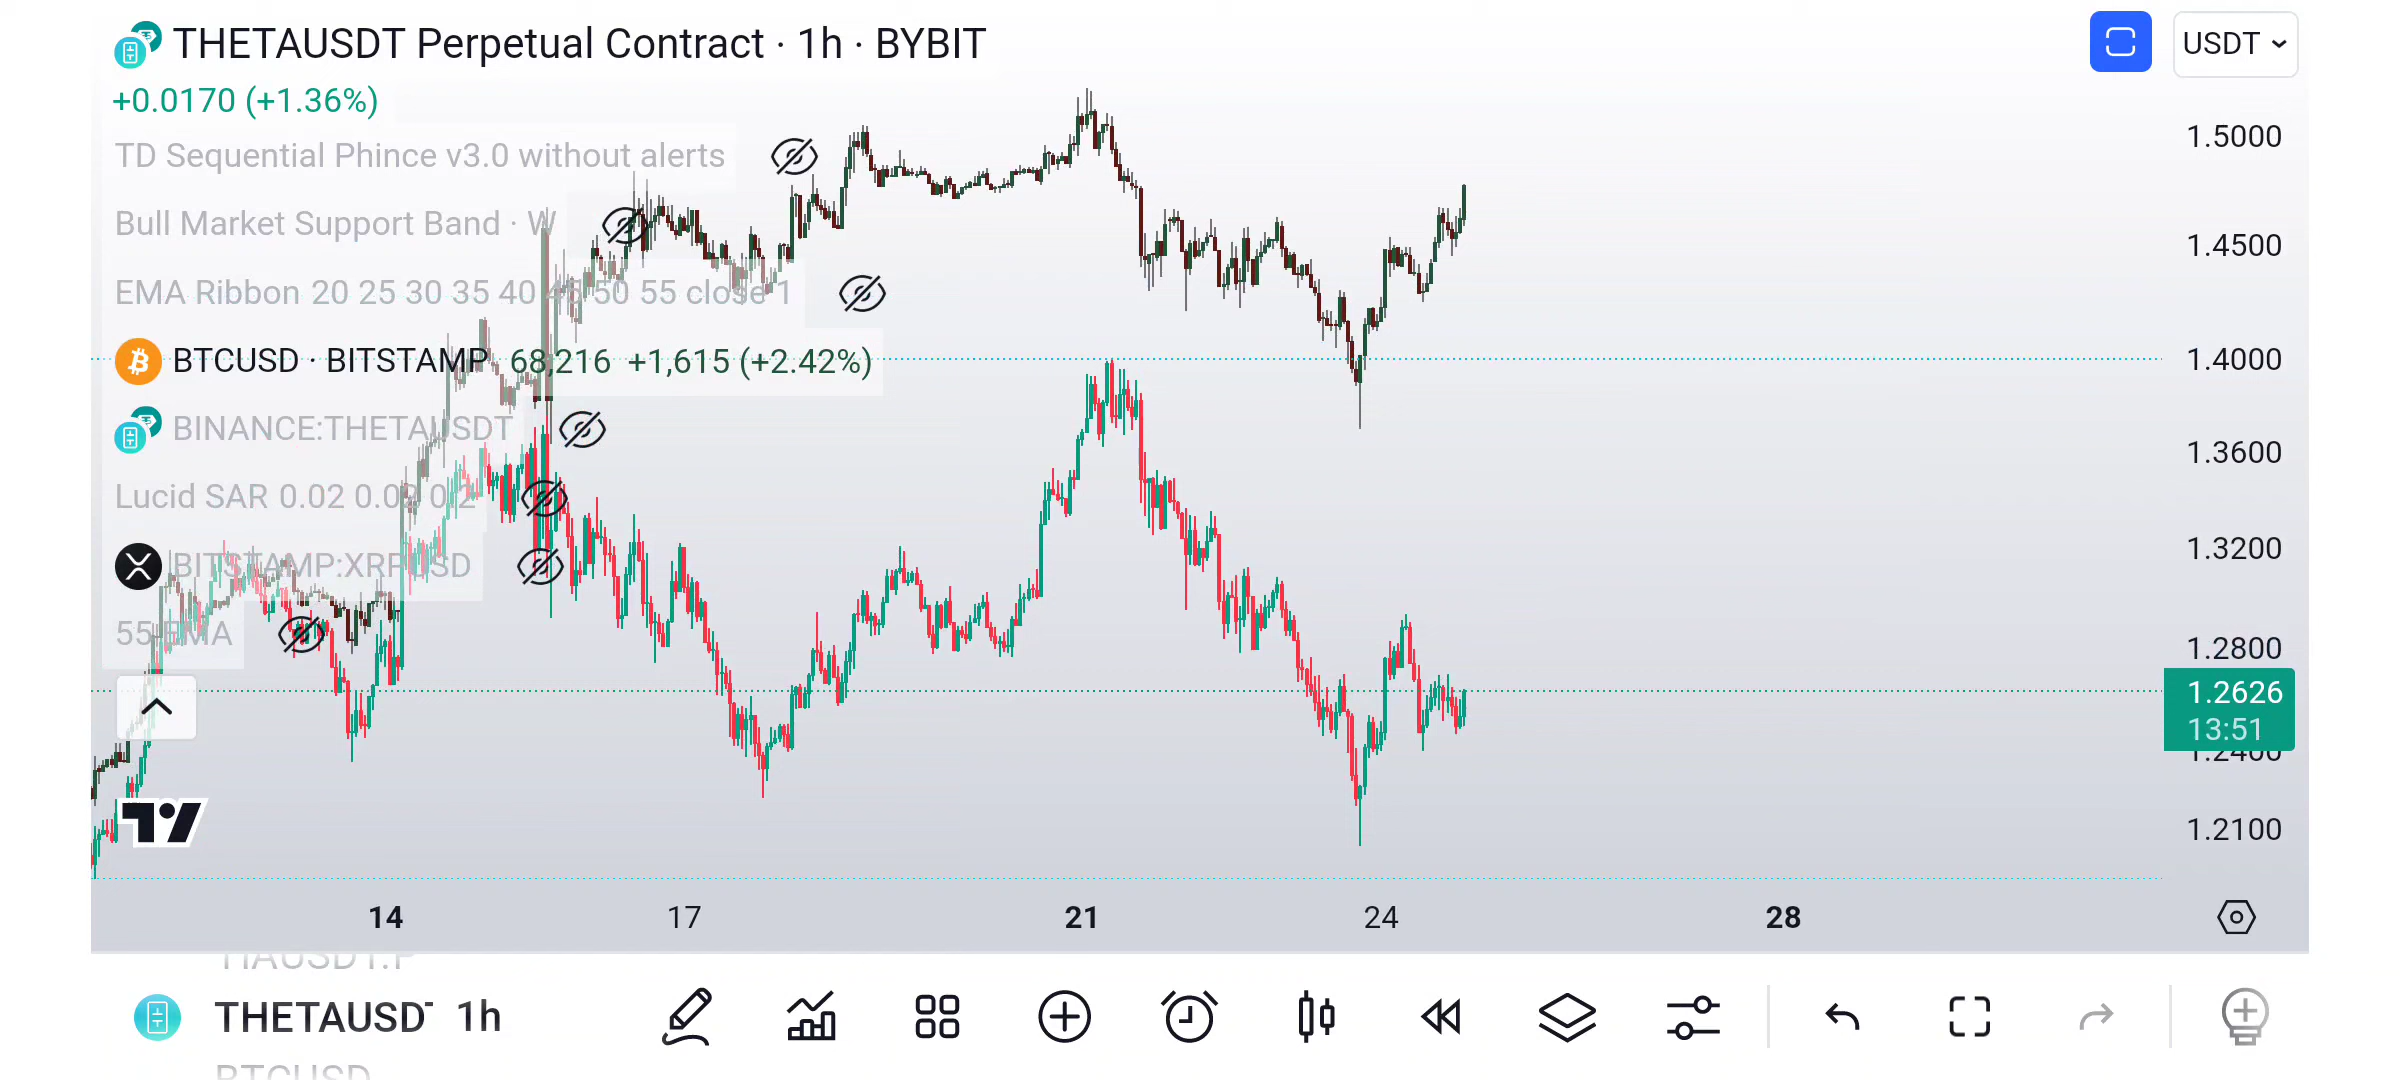 THETAUSDT Perpetual Contract · 1h · BYBIT
USDT
+0.0170 (+1.36%)
TD Sequential Phince v3.0 without alerts
Bull Market Support Band · W
EMA Ribbon 20 25 30 35 40 45 50 55 close 1
BTCUSD · BITSTAMP 68,216 +1,615 (+2.42%)
BINANCE:THETAUSDT
Lucid SAR 0.02 0.02 0.2
BITSTAMP:XRPUSD
55 EMA
1.5000
1.4500
1.4000
1.3600
1.3200
1.2800
1.2626
13:51
1.2400
1.2100
14 17 21 24 28
THETAUSDT 1h
BTCUSD